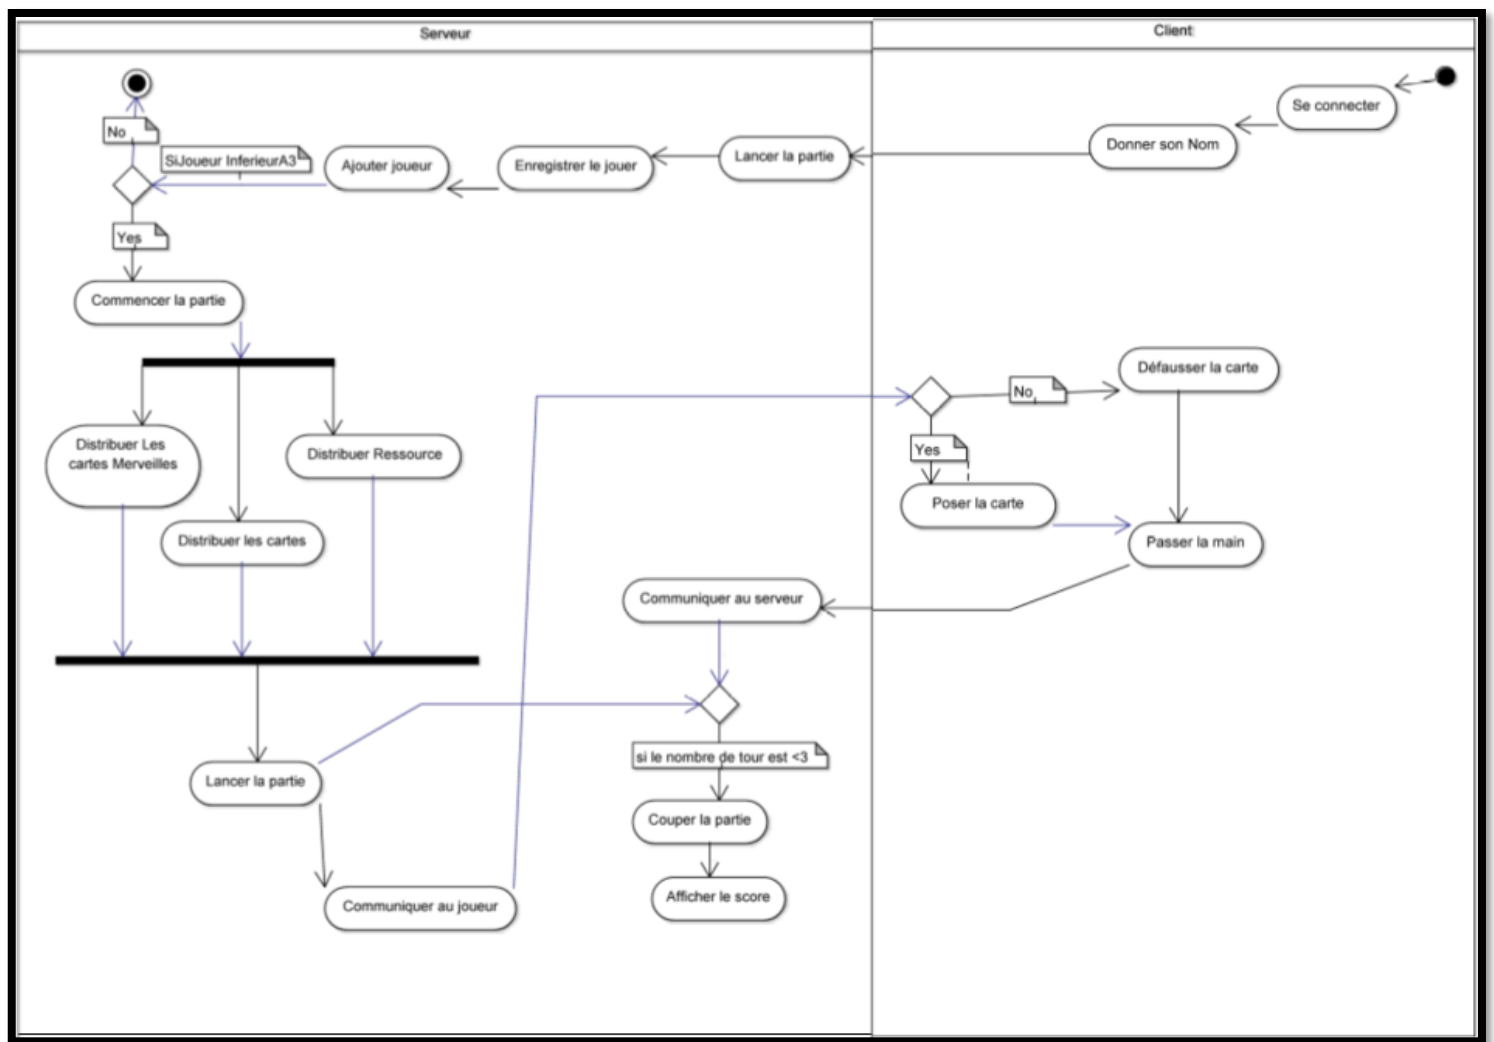 Serveur
Client
Se connecter
Donner son Nom
Lancer la partie
Enregistrer le jouer
Ajouter joueur
SiJoueur InferieurA3
No
Yes
Commencer la partie
Distribuer Les
cartes Merveilles
Distribuer Ressource
Distribuer les cartes
Lancer la partie
Communiquer au joueur
No
Défausser la carte
Yes
Poser la carte
Passer la main
Communiquer au serveur
si le nombre de tour est <3
Couper la partie
Afficher le score